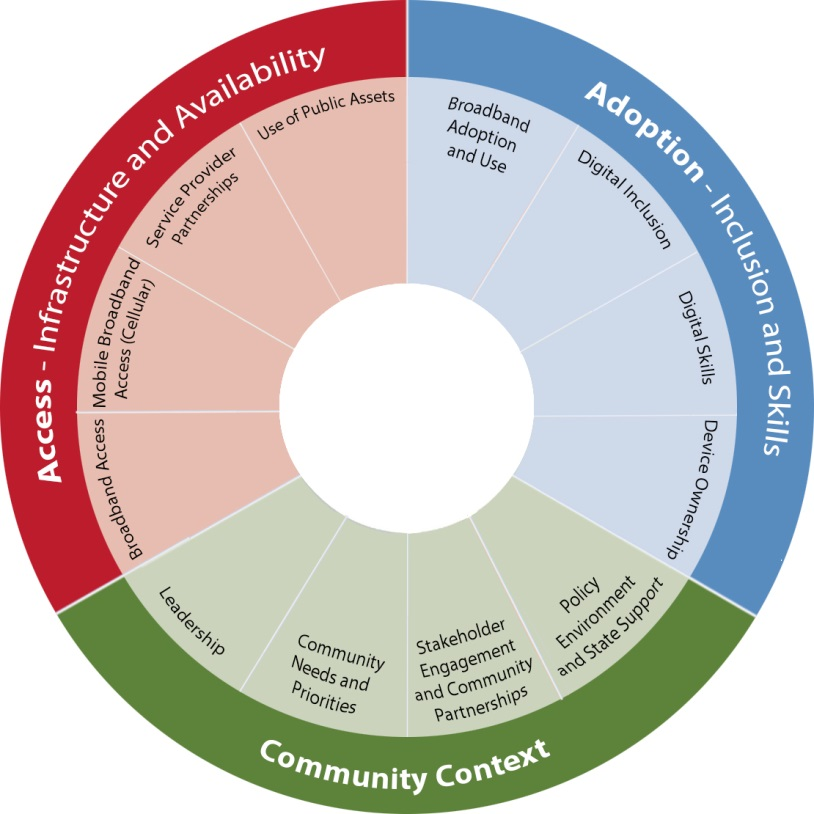 Access - Infrastructure and Availability
Use of Public Assets
Service Provider
Partnerships
Mobile Broadband
Access (Cellular)
Broadband Access
Adoption - Inclusion and Skills
Broadband
Adoption
and Use
Digital Inclusion
Digital Skills
Device Ownership
Policy
Environment
and State Support
Stakeholder
Engagement
and Community
Partnerships
Community
Needs and
Priorities
Leadership
Community Context